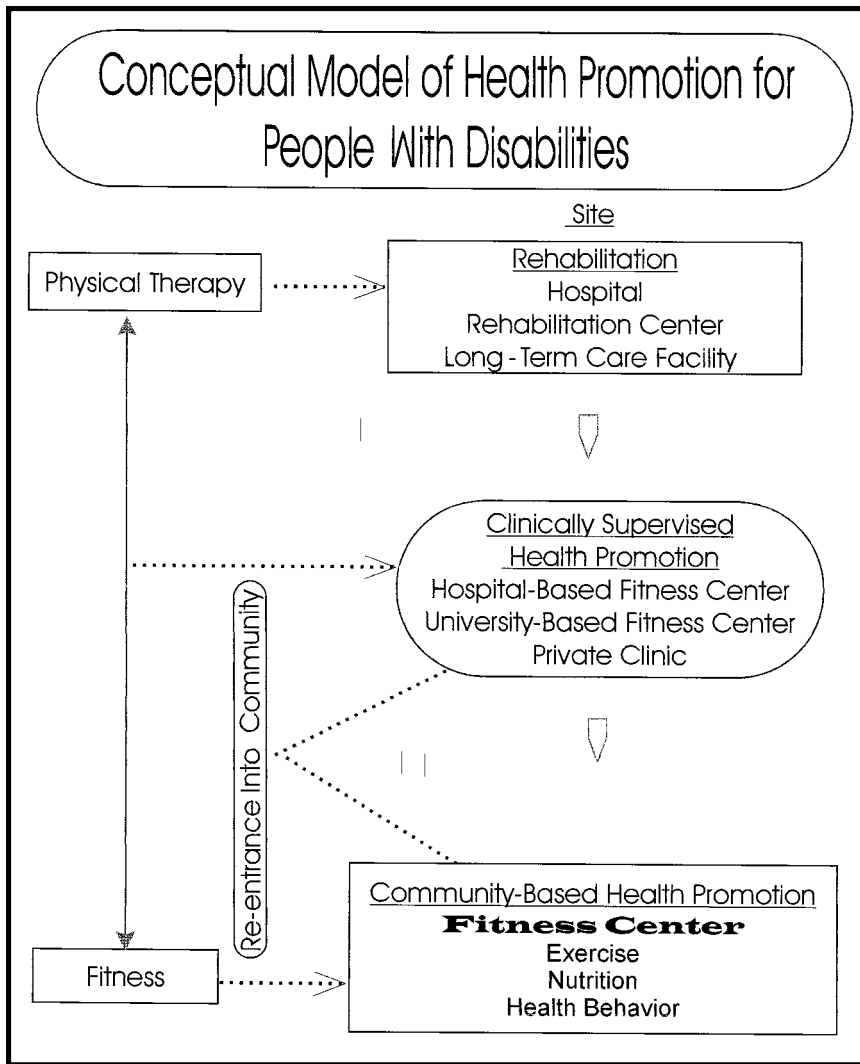 Conceptual Model of Health Promotion for
People With Disabilities
Site
Physical Therapy
Rehabilitation
Hospital
Rehabilitation Center
Long-Term Care Facility
I
Clinically Supervised
Health Promotion
Hospital-Based Fitness Center
University-Based Fitness Center
Private Clinic
Re-entrance Into Community
II
Community-Based Health Promotion
Fitness Center
Exercise
Nutrition
Health Behavior
Fitness